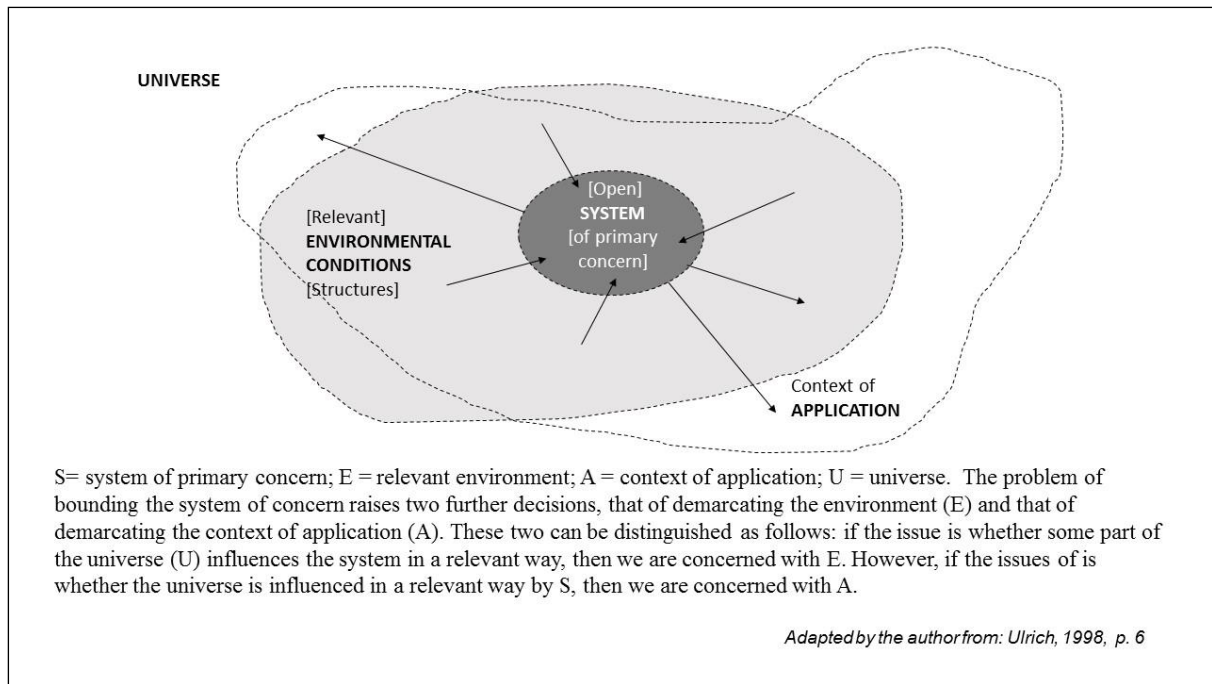 UNIVERSE
[Open]
SYSTEM
[of primary
concern]
[Relevant]
ENVIRONMENTAL
CONDITIONS
[Structures]
Context of
APPLICATION
S= system of primary concern; E = relevant environment; A = context of application; U = universe. The problem of
bounding the system of concern raises two further decisions, that of demarcating the environment (E) and that of
demarcating the context of application (A). These two can be distinguished as follows: if the issue is whether some part of
the universe (U) influences the system in a relevant way, then we are concerned with E. However, if the issues of is
whether the universe is influenced in a relevant way by S, then we are concerned with A.
Adapted by the author from: Ulrich, 1998, p. 6